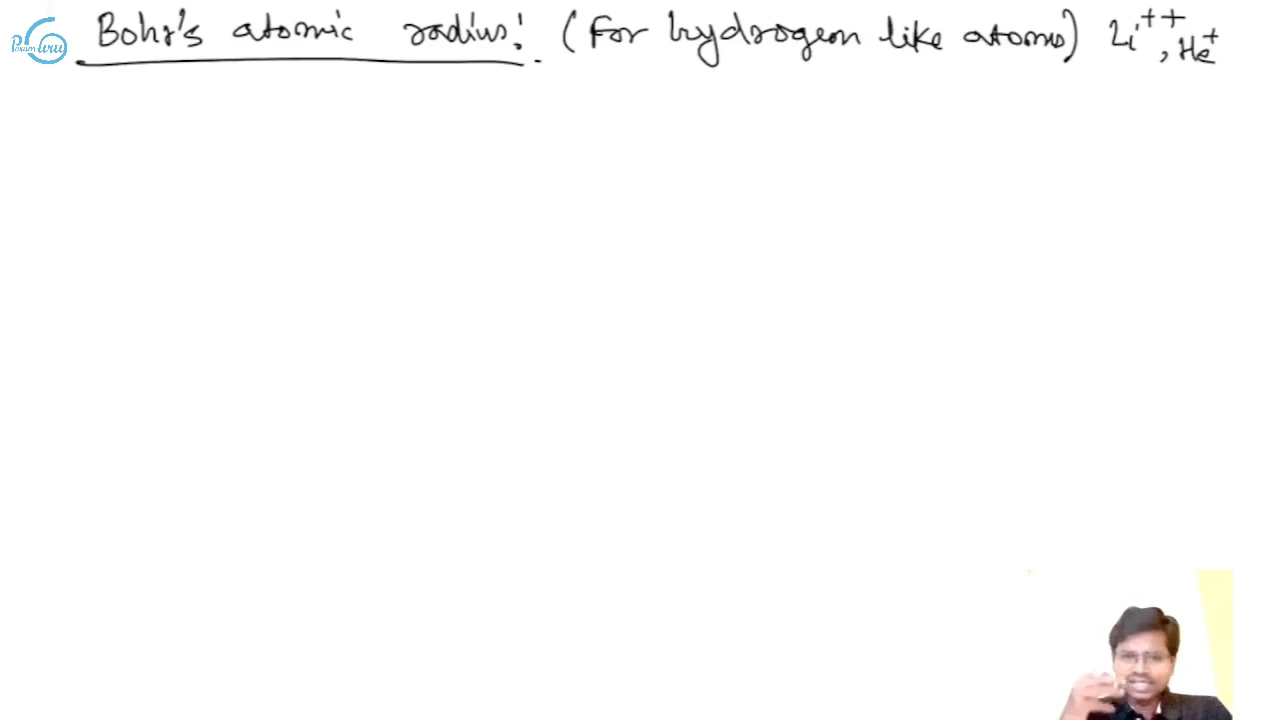 Bohr's atomic radius: (For hydrogen like atoms) Li++, He+